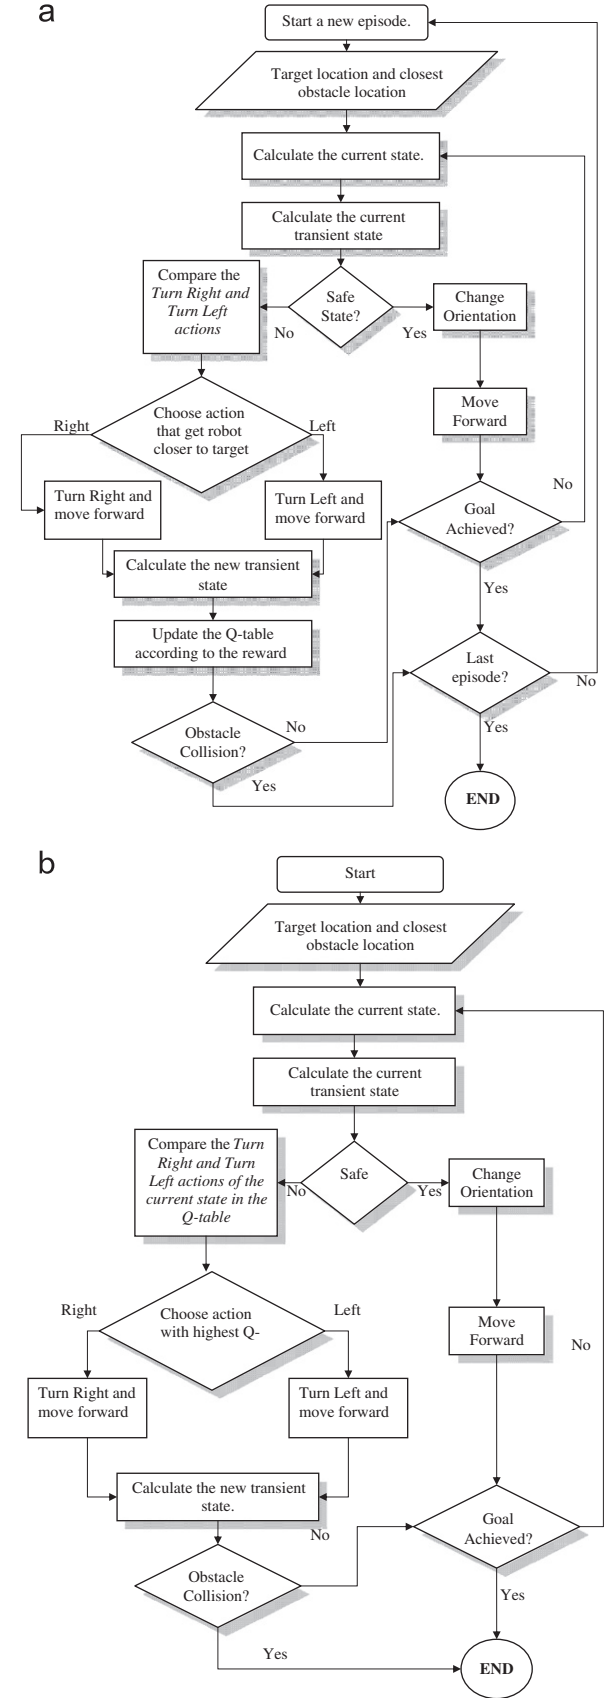 a
Start a new episode.
Target location and closest
obstacle location
Calculate the current state.
Calculate the current
transient state
Compare the
Turn Right and
Turn Left
actions
Safe
State?
Change
Orientation
No
Yes
Choose action
that get robot
closer to target
Right
Left
Move
Forward
No
Turn Right and
move forward
Turn Left and
move forward
Goal
Achieved?
Calculate the new transient
state
Yes
Update the Q-table
according to the reward
Last
episode?
No
Obstacle
Collision?
No
Yes
Yes
END
b
Start
Target location and closest
obstacle location
Calculate the current state.
Calculate the current
transient state
Compare the Turn
Right and Turn
Left actions of the
current state in the
Q-table
Safe
No
Yes
Change
Orientation
Right
Choose action
with highest Q-
Left
Move
Forward
No
Turn Right and
move forward
Turn Left and
move forward
Calculate the new transient
state.
No
Goal
Achieved?
Obstacle
Collision?
Yes
Yes
END